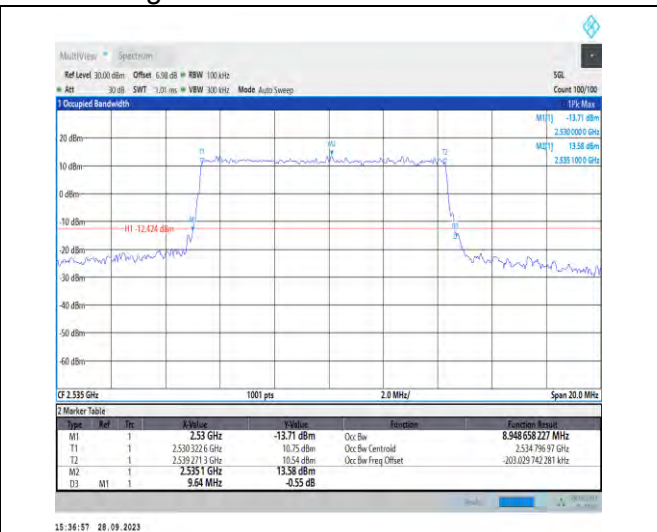 MultiView Spectrum
Ref Level 30.00 dBm Offset 6.98 dB RBW 100 kHz SGL
Att 30 dB SWT 1.01 ms VBW 300 kHz Mode Auto Sweep Count 100/100
1 Occupied Bandwidth 1Pk Max
M1[1] -13.71 dBm
2.530 000 0 GHz
M2[1] 13.58 dBm
2.535 100 0 GHz
20 dBm
T1 M2 T2
10 dBm
0 dBm
-10 dBm
H1 -12.424 dBm
-20 dBm
-30 dBm
-40 dBm
-50 dBm
-60 dBm
CF 2.535 GHz 1001 pts 2.0 MHz/ Span 20.0 MHz
2 Marker Table
Type Ref Trc X-Value Y-Value Function Function Result
M1 1 2.53 GHz -13.71 dBm Occ Bw 8.948 658 227 MHz
T1 1 2.530 322 6 GHz 10.75 dBm Occ Bw Centroid 2.534 796 97 GHz
T2 1 2.539 271 3 GHz 10.54 dBm Occ Bw Freq Offset -203.029 742 281 kHz
M2 1 2.5351 GHz 13.58 dBm
D3 M1 1 9.64 MHz -0.55 dB
15:36:57 28.09.2023